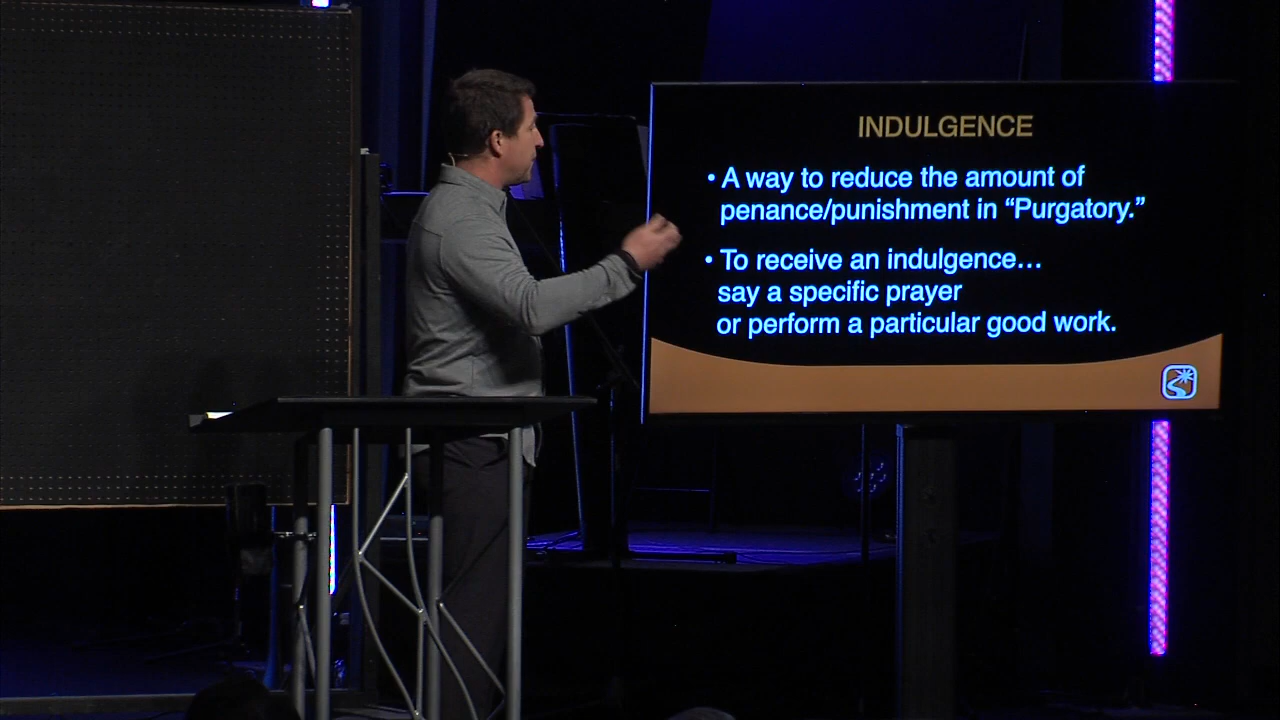 INDULGENCE
• A way to reduce the amount of
penance/punishment in “Purgatory.”
• To receive an indulgence…
say a specific prayer
or perform a particular good work.